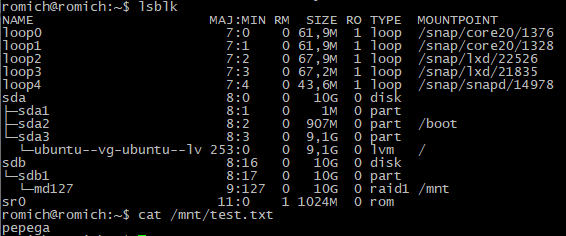 romich@romich:~$ lsblk
NAME                      MAJ:MIN RM  SIZE RO TYPE  MOUNTPOINT
loop0                       7:0    0 61,9M  1 loop  /snap/core20/1376
loop1                       7:1    0 61,9M  1 loop  /snap/core20/1328
loop2                       7:2    0 67,9M  1 loop  /snap/lxd/22526
loop3                       7:3    0 67,2M  1 loop  /snap/lxd/21835
loop4                       7:4    0 43,6M  1 loop  /snap/snapd/14978
sda                         8:0    0   10G  0 disk
├─sda1                      8:1    0    1M  0 part
├─sda2                      8:2    0  907M  0 part  /boot
└─sda3                      8:3    0  9,1G  0 part
  └─ubuntu--vg-ubuntu--lv 253:0    0  9,1G  0 lvm   /
sdb                         8:16   0   10G  0 disk
└─sdb1                      8:17   0   10G  0 part
  └─md127                   9:127  0   10G  0 raid1 /mnt
sr0                        11:0    1 1024M  0 rom
romich@romich:~$ cat /mnt/test.txt
pepega